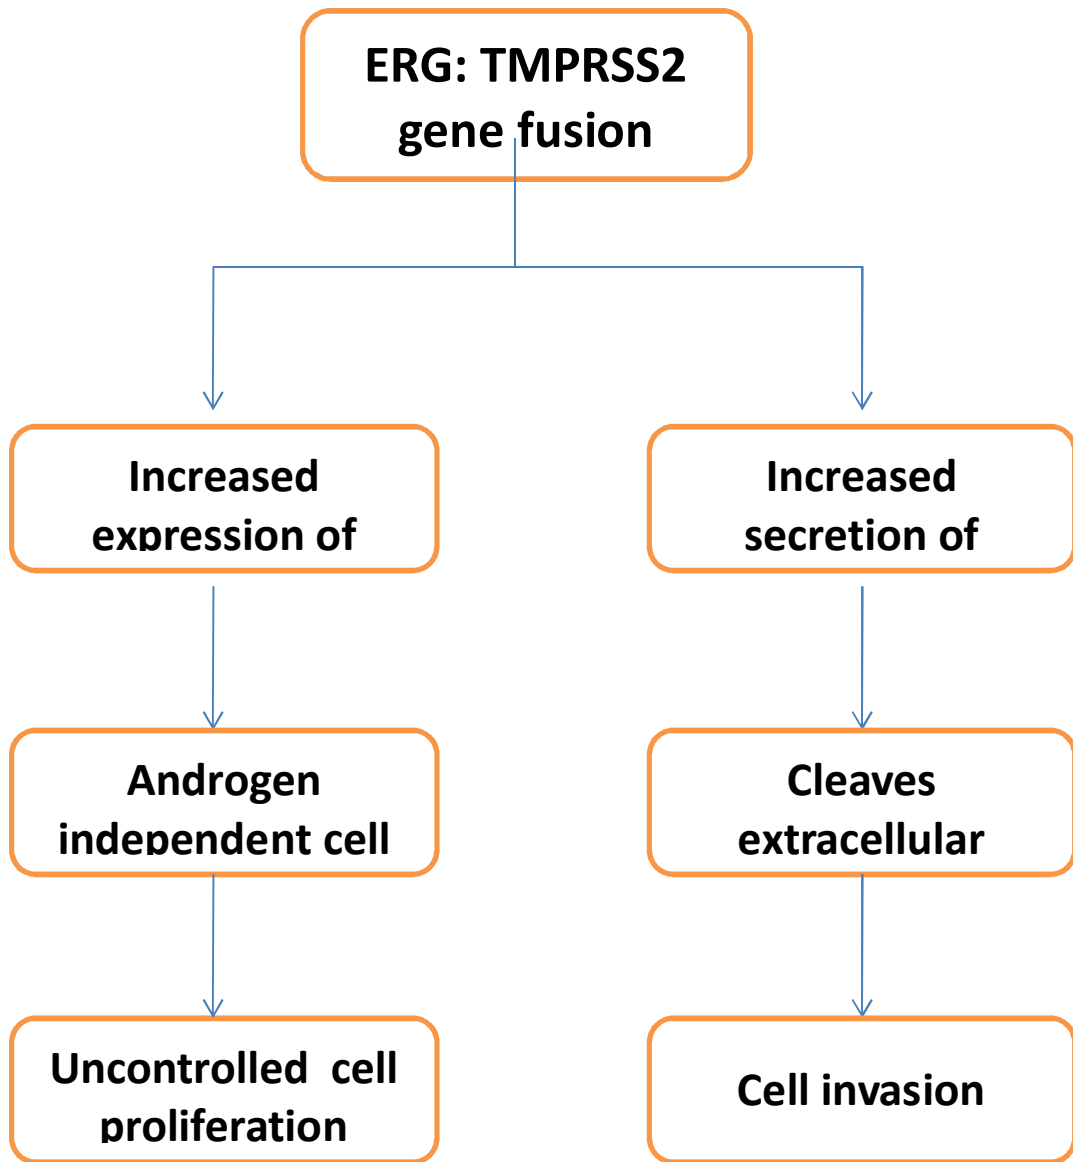 ERG: TMPRSS2
gene fusion
Increased
expression of
Increased
secretion of
Androgen
independent cell
Cleaves
extracellular
Uncontrolled cell
proliferation
Cell invasion